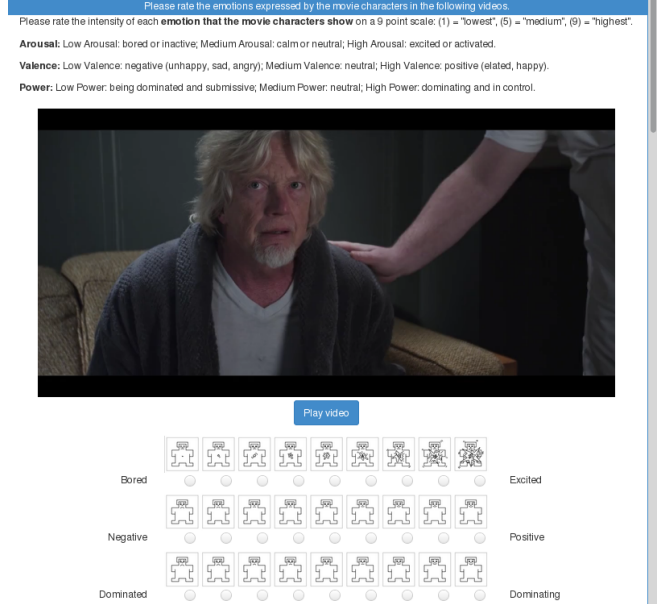 Please rate the emotions expressed by the movie characters in the following videos.
Please rate the intensity of each emotion that the movie characters show on a 9 point scale: (1) = "lowest", (5) = "medium", (9) = "highest".
Arousal: Low Arousal: bored or inactive; Medium Arousal: calm or neutral; High Arousal: excited or activated.
Valence: Low Valence: negative (unhappy, sad, angry); Medium Valence: neutral; High Valence: positive (elated, happy).
Power: Low Power: being dominated and submissive; Medium Power: neutral; High Power: dominating and in control.
Play video
Bored Excited
Negative Positive
Dominated Dominating